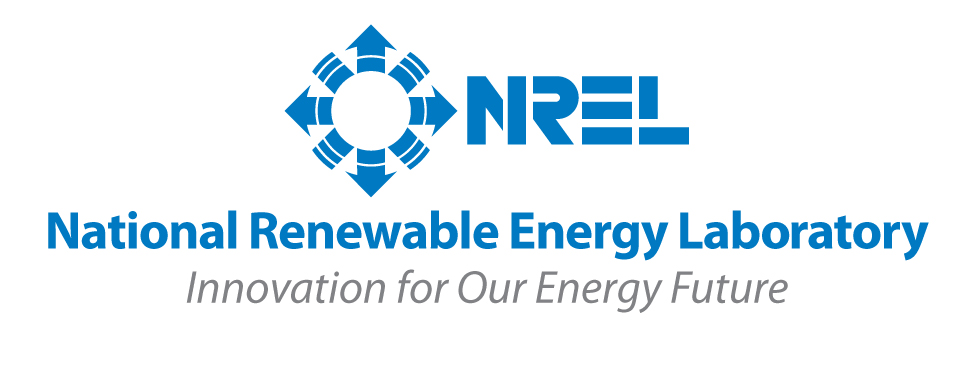 NREL
National Renewable Energy Laboratory
Innovation for Our Energy Future